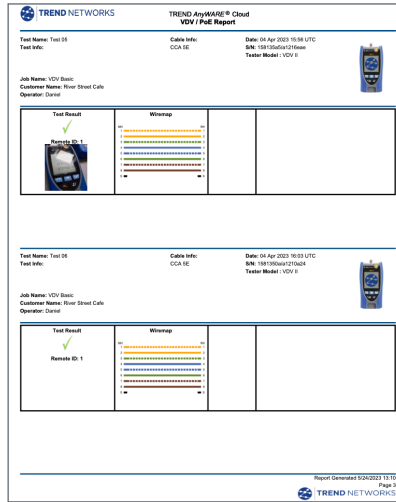 TREND NETWORKS
TREND AnyWARE® Cloud
VDV / PoE Report
Test Name: Test 06
Test Info:
Cable Info:
CCA 5E
Date: 04 Apr 2023 15:56 UTC
Tester Model : VDV II
Job Name: VDV Basic
Customer Name: River Street Cafe
Operator: Daniel
Test Result
Remote ID: 1
Wiremap
Test Name: Test 06
Test Info:
Cable Info:
CCA 5E
Date: 04 Apr 2023 16:03 UTC
Tester Model : VDV II
Job Name: VDV Basic
Customer Name: River Street Cafe
Operator: Daniel
Test Result
Remote ID: 1
Wiremap
Report Generated 5/24/2023 13:10
Page 3
TREND NETWORKS